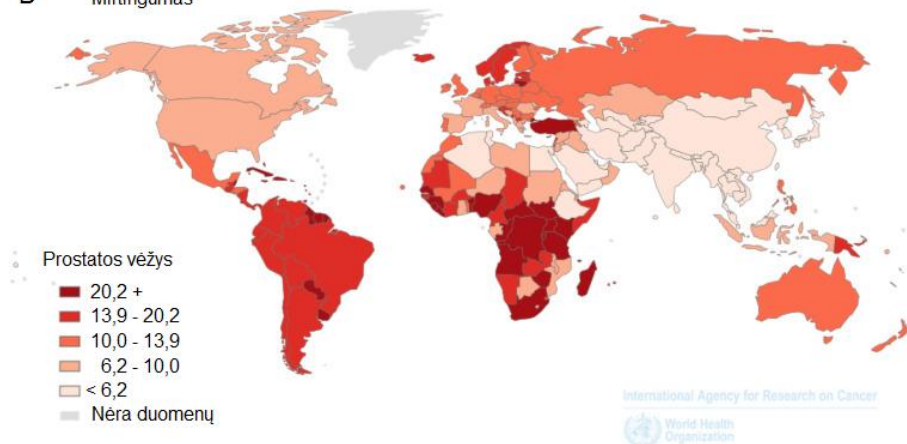 Mirtingumas
Prostatos vėžys
20,2 +
13,9 - 20,2
10,0 - 13,9
6,2 - 10,0
< 6,2
Nėra duomenų
International Agency for Research on Cancer
World Health
Organization